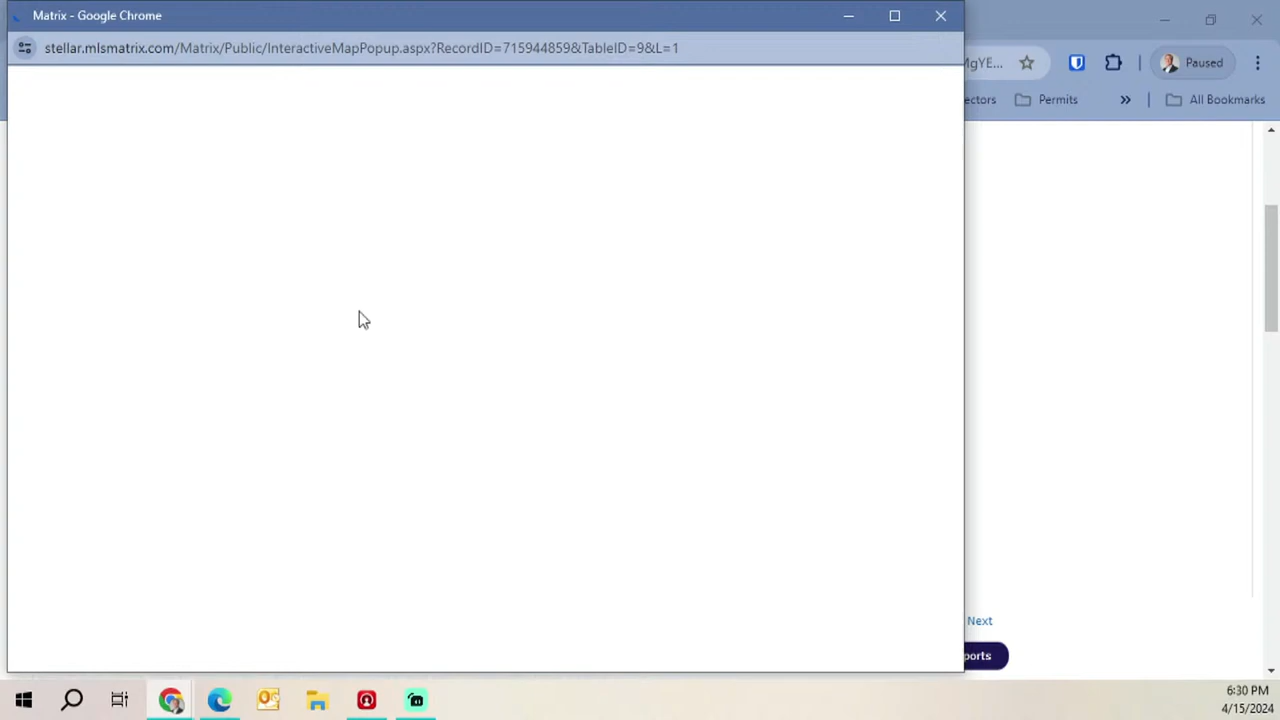 Matrix - Google Chrome
stellar.mlsmatrix.com/Matrix/Public/InteractiveMapPopup.aspx?RecordID=715944859&TableID=9&L=1
MgYE...
Paused
ectors
Permits
All Bookmarks
Next
ports
6:30 PM
4/15/2024